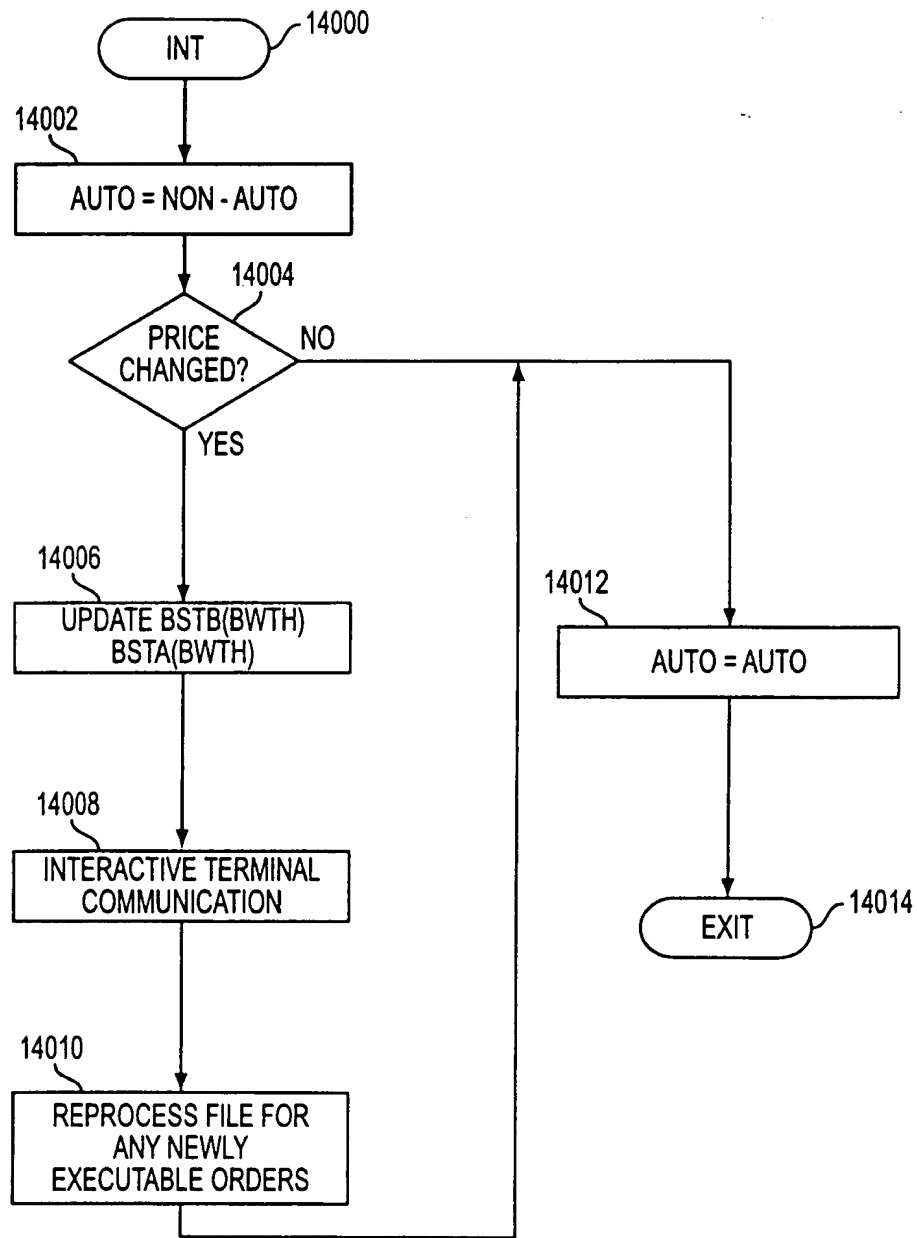 14000
INT
14002
AUTO = NON - AUTO
14004
PRICE
CHANGED?
NO
YES
14006
UPDATE BSTB(BWTH)
BSTA(BWTH)
14012
AUTO = AUTO
14008
INTERACTIVE TERMINAL
COMMUNICATION
EXIT
14014
14010
REPROCESS FILE FOR
ANY NEWLY
EXECUTABLE ORDERS